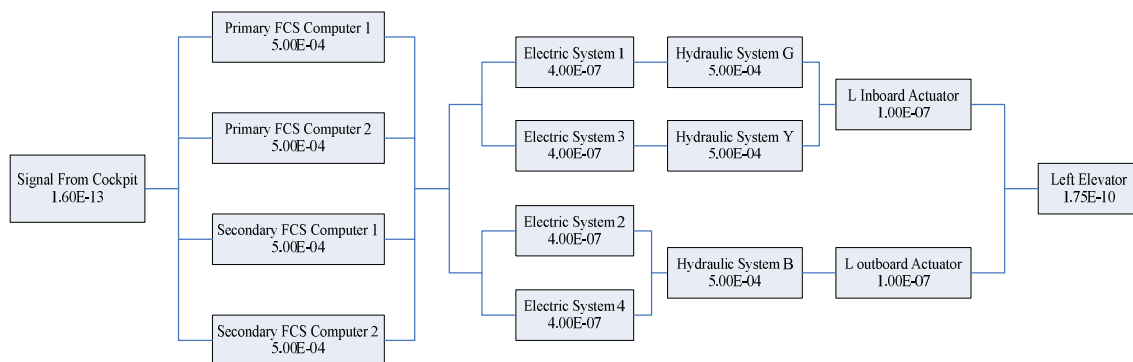 Primary FCS Computer 1
5.00E-04
Primary FCS Computer 2
5.00E-04
Signal From Cockpit
1.60E-13
Secondary FCS Computer 1
5.00E-04
Secondary FCS Computer 2
5.00E-04
Electric System 1
4.00E-07
Hydraulic System G
5.00E-04
Electric System 3
4.00E-07
Hydraulic System Y
5.00E-04
L Inboard Actuator
1.00E-07
Electric System 2
4.00E-07
Electric System 4
4.00E-07
Hydraulic System B
5.00E-04
L outboard Actuator
1.00E-07
Left Elevator
1.75E-10